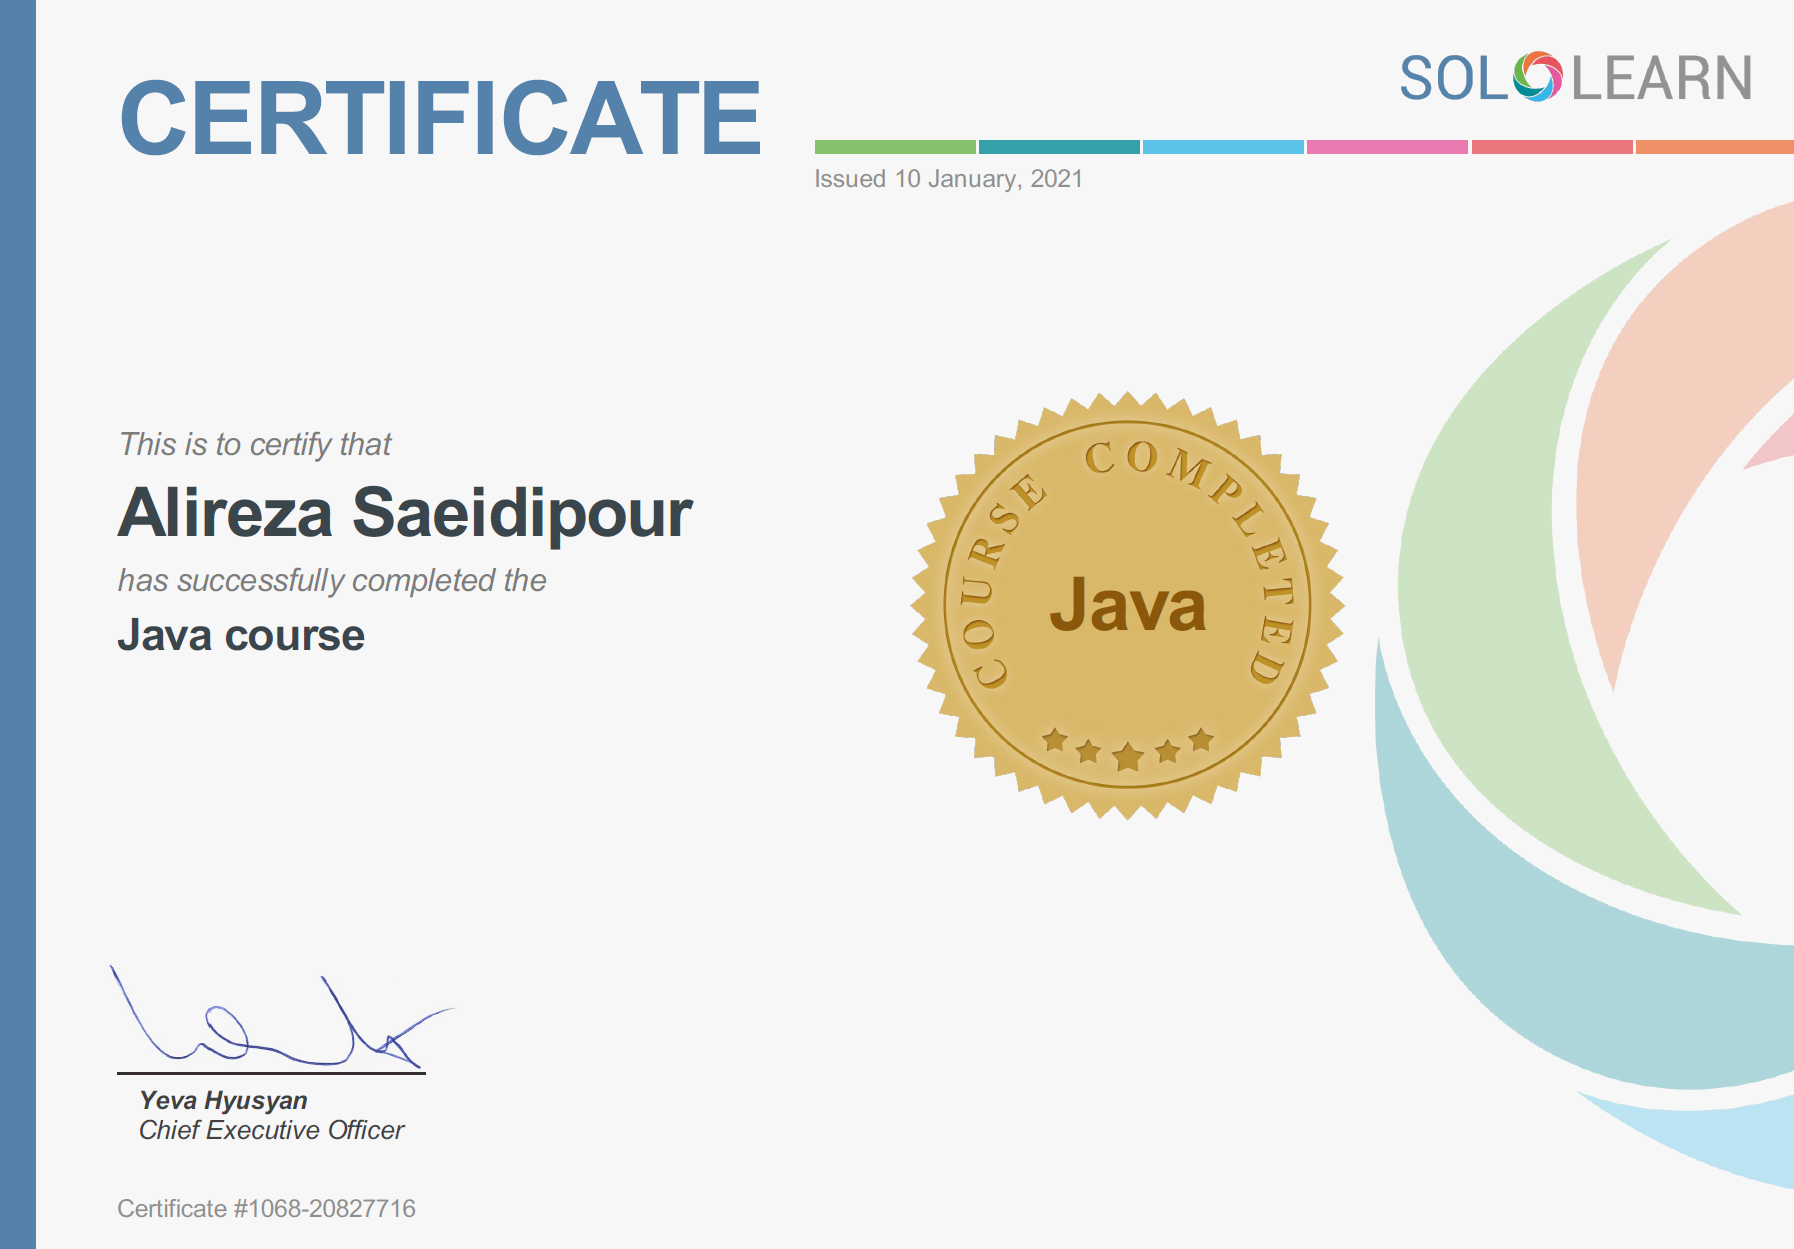 CERTIFICATE
SOLOLEARN
Issued 10 January, 2021
This is to certify that
Alireza Saeidipour
has successfully completed the
Java course
COURSE COMPLETED
Java
Yeva Hyusyan
Chief Executive Officer
Certificate #1068-20827716